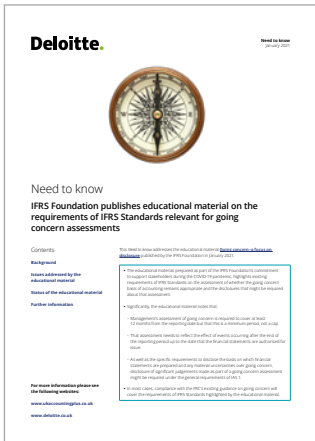 Deloitte.
Need to know
January 2021
Need to know
IFRS Foundation publishes educational material on the
requirements of IFRS Standards relevant for going
concern assessments
Contents
Background
Issues addressed by the
educational material
Status of the educational material
Further information
For more information please see
the following websites:
www.ukaccountingplus.co.uk
www.deloitte.co.uk
This Need to know addresses the educational material Going concern - a focus on
disclosure published by the IFRS Foundation in January 2021.
• The educational material prepared as part of the IFRS Foundation's commitment
to support stakeholders during the COVID-19 pandemic, highlights existing
requirements of IFRS Standards on the assessment of whether the going concern
basis of accounting remains appropriate and the disclosures that might be required
about that assessment.
• Significantly, the educational material notes that:
– Management's assessment of going concern is required to cover at least
12 months from the reporting date but that this is a minimum period, not a cap.
– That assessment needs to reflect the effect of events occurring after the end of
the reporting period up to the date that the financial statements are authorised for
issue.
– As well as the specific requirements to disclose the basis on which financial
statements are prepared and any material uncertainties over going concern,
disclosure of significant judgements made as part of a going concern assessment
might be required under the general requirements of IAS 1.
• In most cases, compliance with the FRC's existing guidance on going concern will
cover the requirements of IFRS Standards highlighted by the educational material.